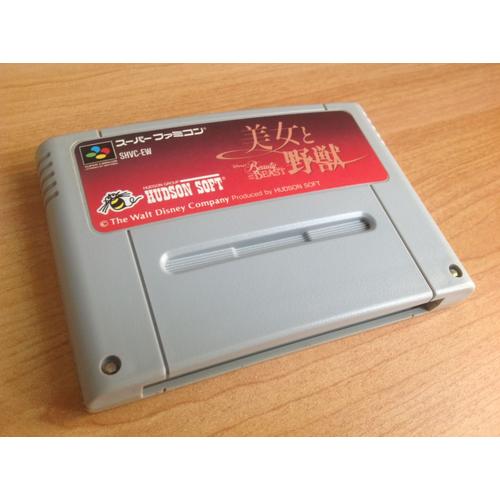 スーパーファミコン
SHVC-EW
美女と
野獣
Disney's Beauty
AND THE BEAST
HUDSON GROUP
HUDSON SOFT
© The Walt Disney Company Produced by HUDSON SOFT